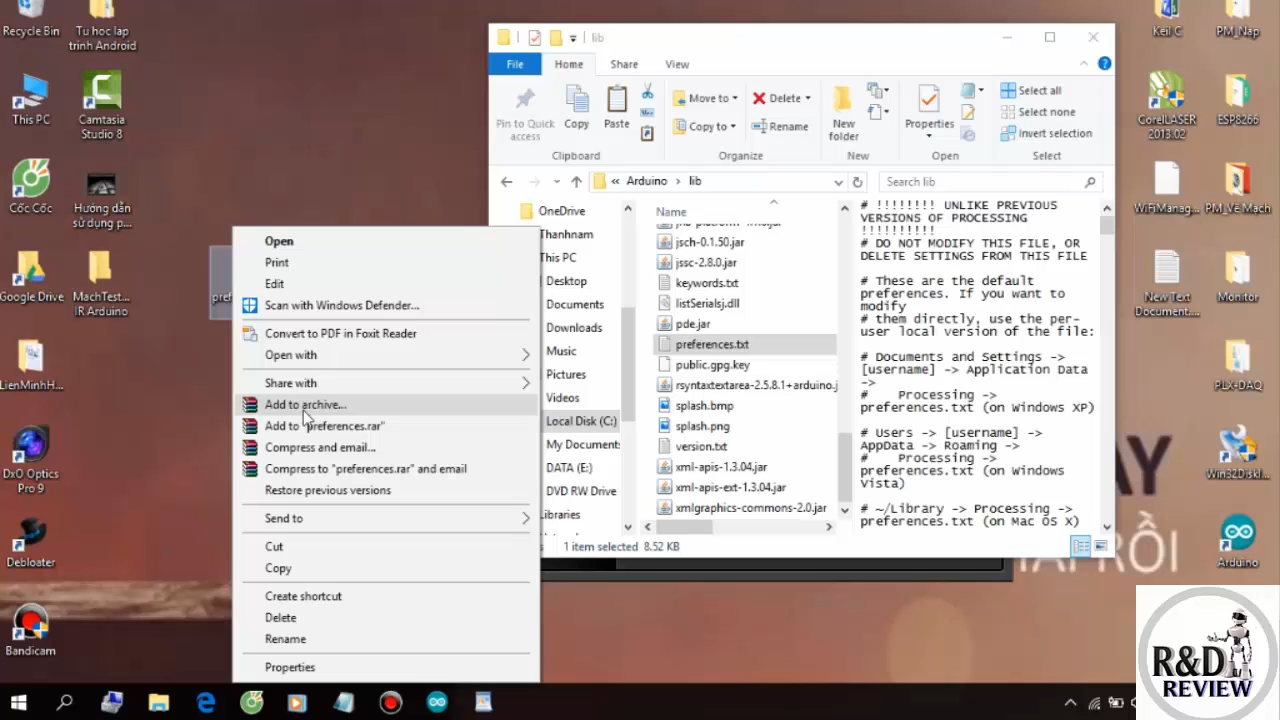 Recycle Bin
Tu hoc lap
trinh Android
This PC
Camtasia
Studio 8
Cốc Cốc
Hướng dẫn
sử dụng p...
Google Drive
MachTest...
IR Arduino
LienMinhH...
DxO Optics
Pro 9
Debloater
Bandicam
pref
Open
Print
Edit
Scan with Windows Defender...
Convert to PDF in Foxit Reader
Open with
Share with
Add to archive...
Add to "preferences.rar"
Compress and email...
Compress to "preferences.rar" and email
Restore previous versions
Send to
Cut
Copy
Create shortcut
Delete
Rename
Properties
lib
File
Home
Share
View
Pin to Quick
access
Copy
Paste
Clipboard
Move to
Copy to
Delete
Rename
Organize
New
folder
New
Properties
Open
Select all
Select none
Invert selection
Select
« Arduino > lib
Search lib
OneDrive
Thanhnam
This PC
Desktop
Documents
Downloads
Music
Pictures
Videos
Local Disk (C:)
My Document
DATA (E:)
DVD RW Drive
Libraries
Name
jsch-0.1.50.jar
jssc-2.8.0.jar
keywords.txt
listSerialsj.dll
pde.jar
preferences.txt
public.gpg.key
rsyntaxtextarea-2.5.8.1+arduino.j
splash.bmp
splash.png
version.txt
xml-apis-1.3.04.jar
xml-apis-ext-1.3.04.jar
xmlgraphics-commons-2.0.jar
# !!!!!!!! UNLIKE PREVIOUS
VERSIONS OF PROCESSING
!!!!!!!!!!
# DO NOT MODIFY THIS FILE, OR
DELETE SETTINGS FROM THIS FILE
# These are the default
preferences. If you want to
modify
# them directly, use the per-
user local version of the file:
# Documents and Settings ->
[username] -> Application Data
->
# Processing ->
preferences.txt (on Windows XP)
# Users -> [username] ->
AppData -> Roaming ->
# Processing ->
preferences.txt (on Windows
Vista)
# ~/Library -> Processing ->
preferences.txt (on Mac OS X)
1 item selected 8.52 KB
Keil C
PM_Nap
CorelLASER
2013.02
ESP8266
WiFiManag...
PM_Vẽ Mạch
New Text
Document....
Monitor
PLX-DAQ
Win32DiskI...
Arduino
AY
RỒI
R&D
REVIEW